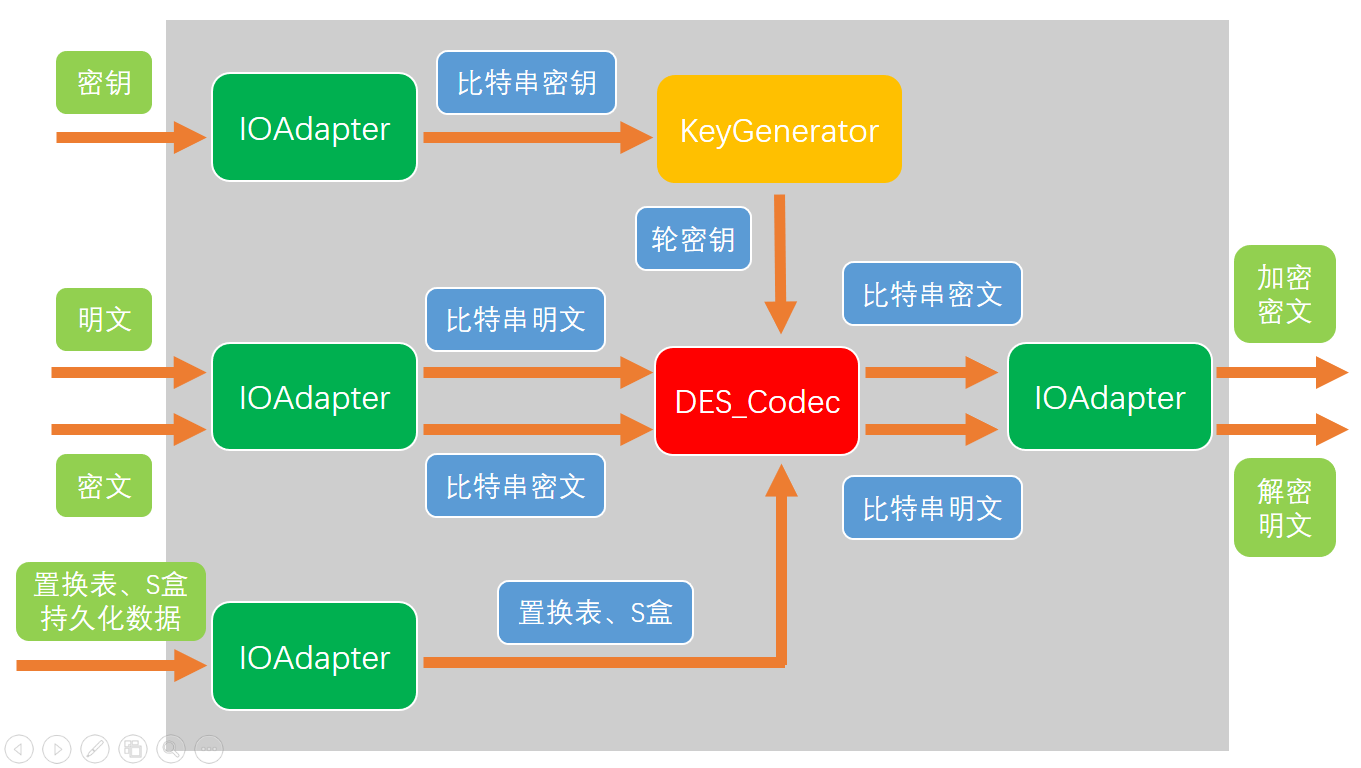 密钥
IOAdapter
比特串密钥
KeyGenerator
轮密钥
明文
密文
IOAdapter
比特串明文
比特串密文
DES_Codec
比特串密文
比特串明文
IOAdapter
加密
密文
解密
明文
置换表、S盒
持久化数据
IOAdapter
置换表、S盒